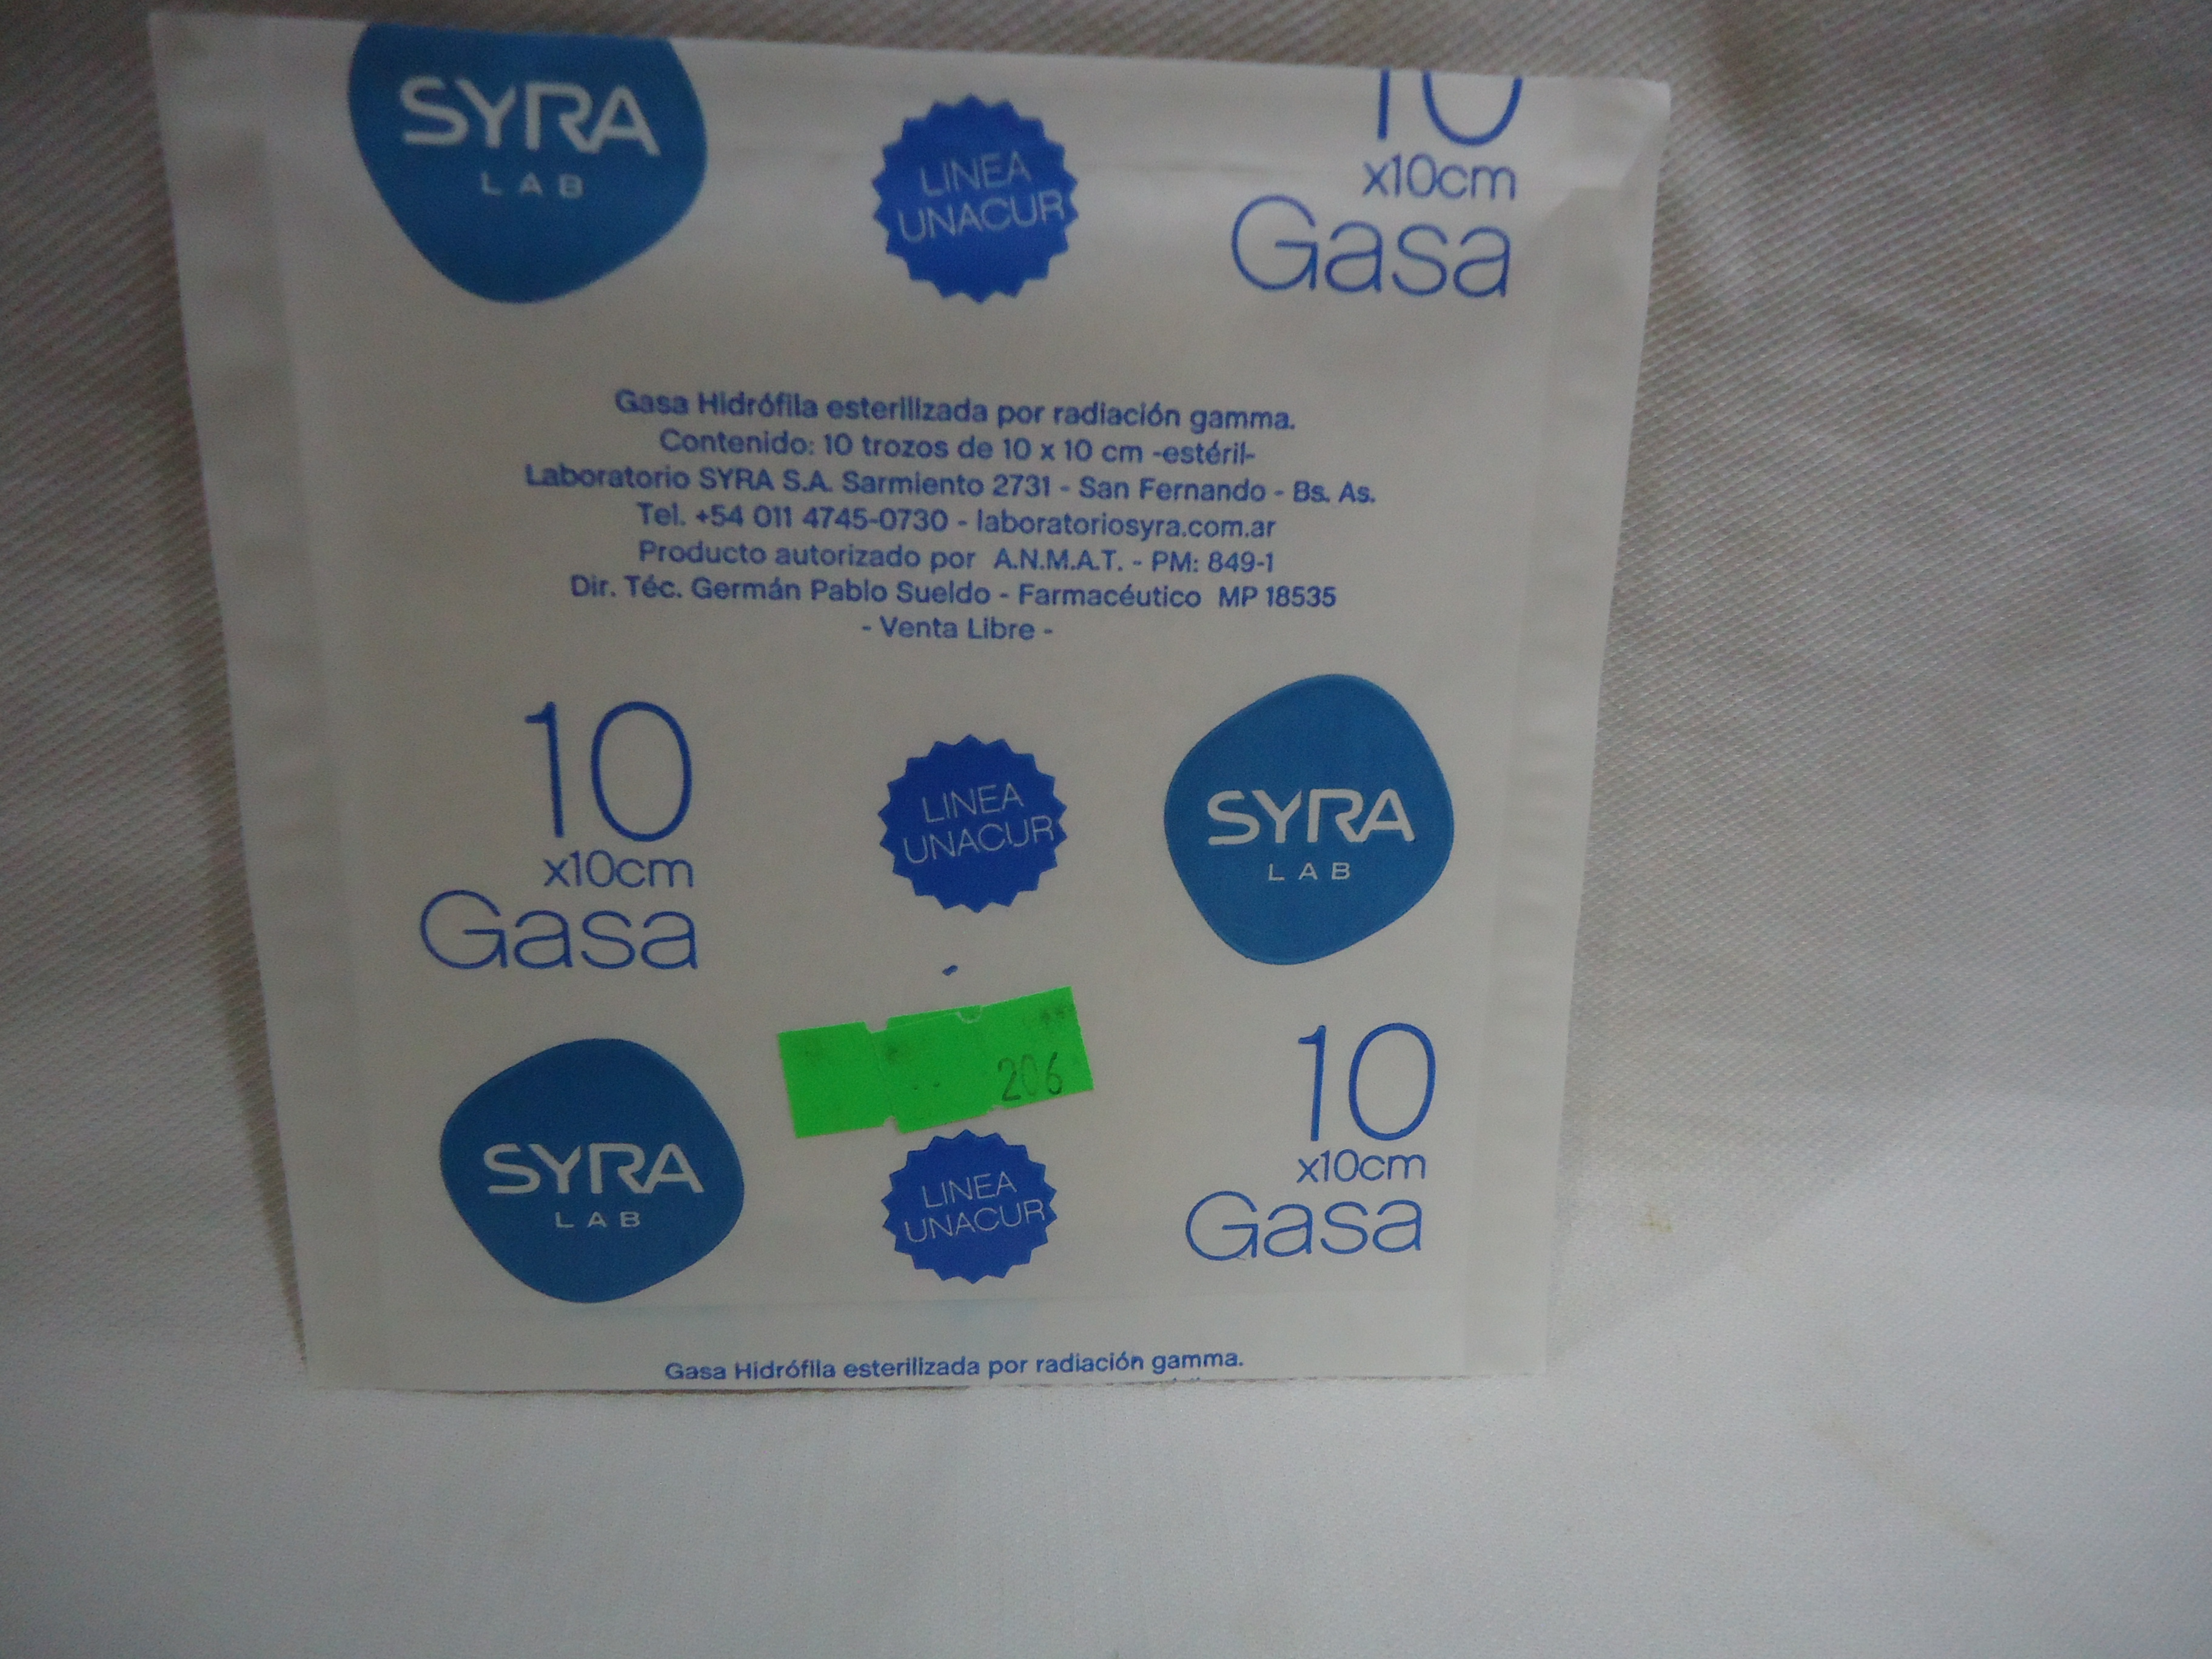 SYRA
LAB
LINEA
UNACUR
10
x10cm
Gasa
Gasa Hidrófila esterilizada por radiación gamma.
Contenido: 10 trozos de 10 x 10 cm -estéril-
Laboratorio SYRA S.A. Sarmiento 2731 - San Fernando - Bs. As.
Tel. +54 011 4745-0730 - laboratoriosyra.com.ar
Producto autorizado por A.N.M.A.T. - PM: 849-1
Dir. Téc. Germán Pablo Sueldo - Farmacéutico MP 18535
- Venta Libre -
10
x10cm
Gasa
LINEA
UNACUR
SYRA
LAB
206
SYRA
LAB
LINEA
UNACUR
10
x10cm
Gasa
Gasa Hidrófila esterilizada por radiación gamma.